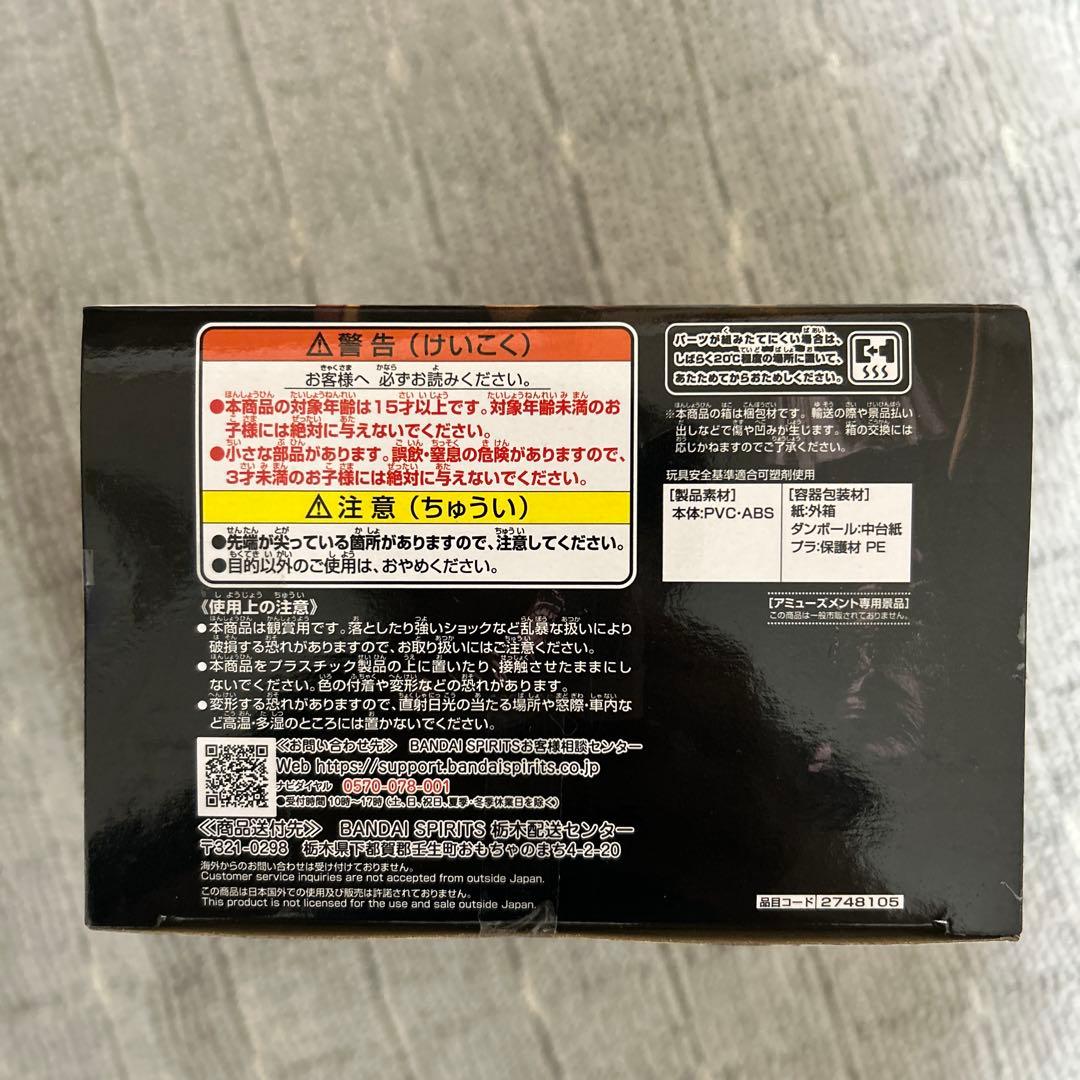 ⚠警告（けいこく）
お客様へ 必ずお読みください。
●本商品の対象年齢は15才以上です。対象年齢未満のお
子様には絶対に与えないでください。
●小さな部品があります。誤飲・窒息の危険がありますので、
3才未満のお子様には絶対に与えないでください。
⚠注意（ちゅうい）
●先端が尖っている箇所がありますので、注意してください。
●目的以外のご使用は、おやめください。
《使用上の注意》
●本商品は観賞用です。落としたり強いショックなど乱暴な扱いにより
破損する恐れがありますので、お取り扱いにはご注意ください。
●本商品をプラスチック製品の上に置いたり、接触させたままにし
ないでください。色の付着や変形などの恐れがあります。
●変形する恐れがありますので、直射日光の当たる場所や窓際・車内な
ど高温・多湿のところには置かないでください。
≪お問い合わせ先≫ BANDAI SPIRITSお客様相談センター
Web https://support.bandaispirits.co.jp
ナビダイヤル 0570-078-001
●受付時間 10時〜17時（土、日、祝日、夏季・冬季休業日を除く）
≪商品送付先≫ BANDAI SPIRITS 栃木配送センター
〒321-0298 栃木県下都賀郡壬生町おもちゃのまち4-2-20
海外からのお問い合わせは受け付けておりません。
Customer service inquiries are not accepted from outside Japan.
この商品は日本国外での使用及び販売は許諾されておりません。
This product is not licensed for the use and sale outside Japan.
パーツが組みたてにくい場合は、
しばらく20℃程度の場所に置いて、
あたためてからおためしください。
※本商品の箱は梱包材です。輸送の際や景品払い
出しなどで傷や凹みが生じます。箱の交換には
応じかねますのでご了承ください。
玩具安全基準適合可塑剤使用
［製品素材］
本体:PVC・ABS
［容器包装材］
紙:外箱
ダンボール:中台紙
プラ:保護材 PE
［アミューズメント専用景品］
この商品は一般市販されておりません。
品目コード 2748105